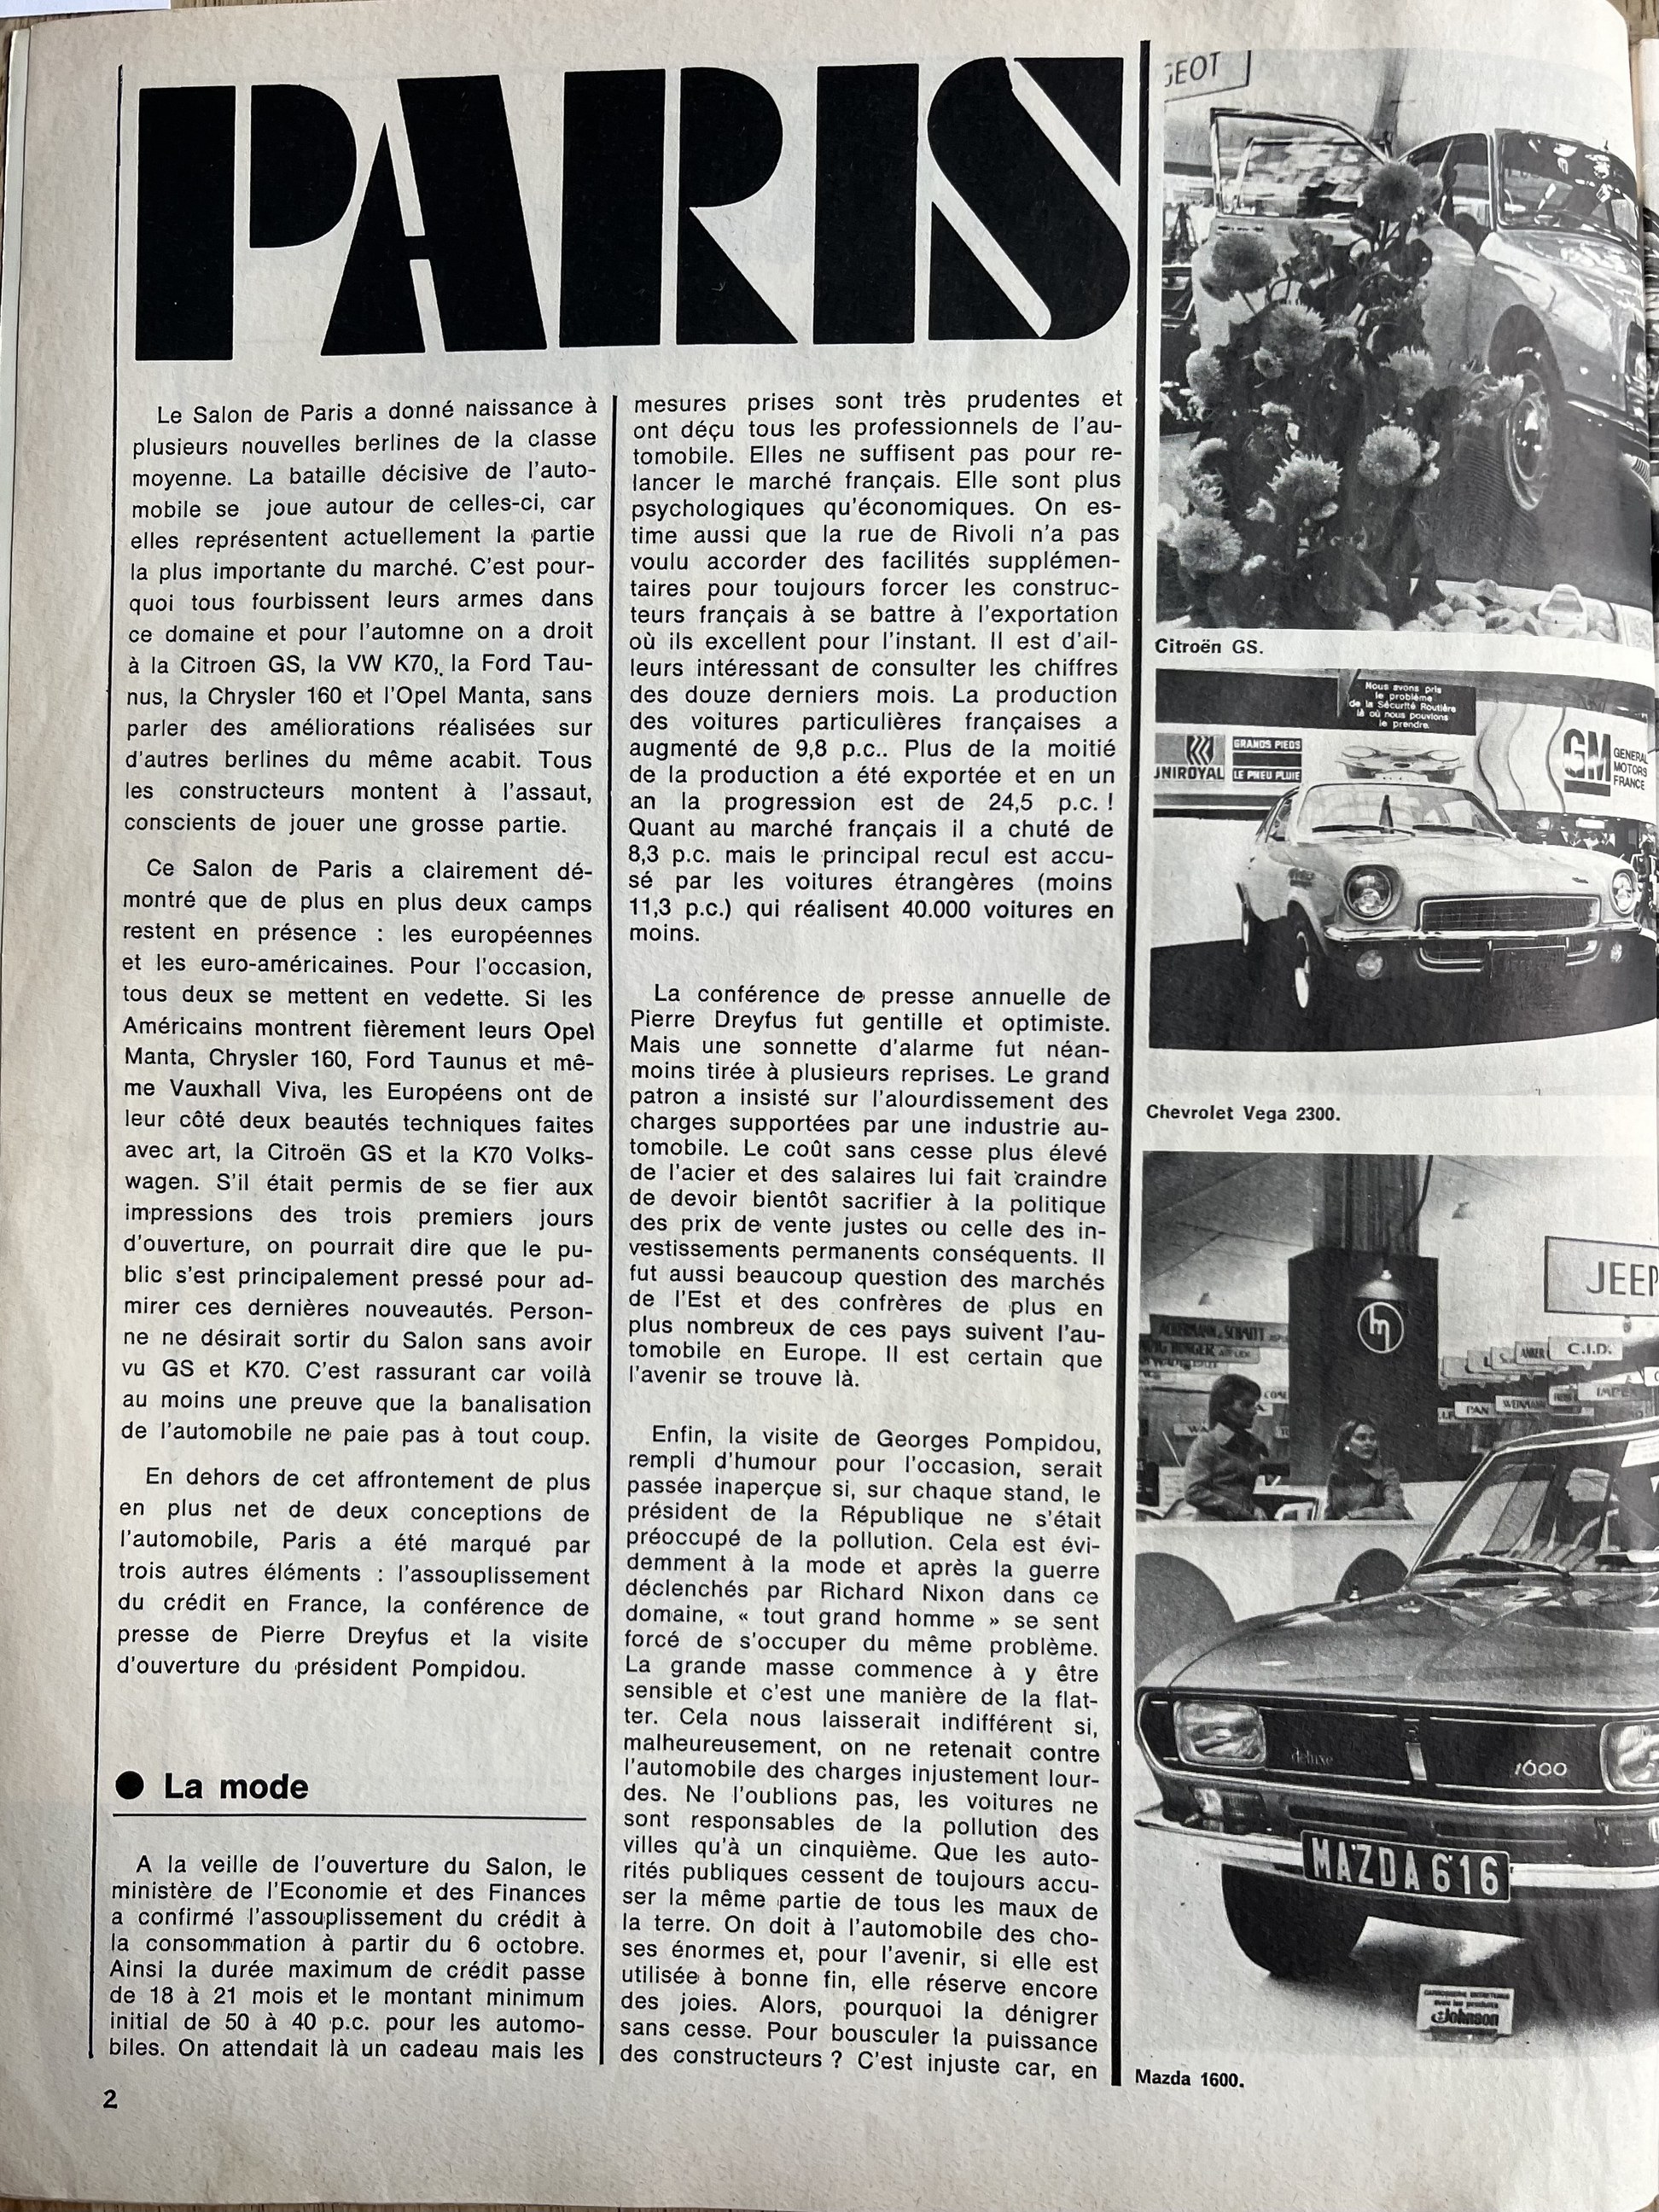 PARIS
Le Salon de Paris a donné naissance à
plusieurs nouvelles berlines de la classe
moyenne. La bataille décisive de l'auto-
mobile se joue autour de celles-ci, car
elles représentent actuellement la partie
la plus importante du marché. C'est pour-
quoi tous fourbissent leurs armes dans
ce domaine et pour l'automne on a droit
à la Citroen GS, la VW K70, la Ford Tau-
nus, la Chrysler 160 et l'Opel Manta, sans
parler des améliorations réalisées sur
d'autres berlines du même acabit. Tous
les constructeurs montent à l'assaut,
conscients de jouer une grosse partie.
Ce Salon de Paris a clairement dé-
montré que de plus en plus deux camps
restent en présence : les européennes
et les euro-américaines. Pour l'occasion,
tous deux se mettent en vedette. Si les
Américains montrent fièrement leurs Opel
Manta, Chrysler 160, Ford Taunus et mê-
me Vauxhall Viva, les Européens ont de
leur côté deux beautés techniques faites
avec art, la Citroën GS et la K70 Volks-
wagen. S'il était permis de se fier aux
impressions des trois premiers jours
d'ouverture, on pourrait dire que le pu-
blic s'est principalement pressé pour ad-
mirer ces dernières nouveautés. Person-
ne ne désirait sortir du Salon sans avoir
vu GS et K70. C'est rassurant car voilà
au moins une preuve que la banalisation
de l'automobile ne paie pas à tout coup.
En dehors de cet affrontement de plus
en plus net de deux conceptions de
l'automobile, Paris a été marqué par
trois autres éléments : l'assouplissement
du crédit en France, la conférence de
presse de Pierre Dreyfus et la visite
d'ouverture du président Pompidou.
● La mode
A la veille de l'ouverture du Salon, le
ministère de l'Economie et des Finances
a confirmé l'assouplissement du crédit à
la consommation à partir du 6 octobre.
Ainsi la durée maximum de crédit passe
de 18 à 21 mois et le montant minimum
initial de 50 à 40 p.c. pour les automo-
biles. On attendait là un cadeau mais les
2
mesures prises sont très prudentes et
ont déçu tous les professionnels de l'au-
tomobile. Elles ne suffisent pas pour re-
lancer le marché français. Elle sont plus
psychologiques qu'économiques. On es-
time aussi que la rue de Rivoli n'a pas
voulu accorder des facilités supplémen-
taires pour toujours forcer les construc-
teurs français à se battre à l'exportation
où ils excellent pour l'instant. Il est d'ail-
leurs intéressant de consulter les chiffres
des douze derniers mois. La production
des voitures particulières françaises a
augmenté de 9,8 p.c.. Plus de la moitié
de la production a été exportée et en un
an la progression est de 24,5 p.c. !
Quant au marché français il a chuté de
8,3 p.c. mais le principal recul est accu-
sé par les voitures étrangères (moins
11,3 p.c.) qui réalisent 40.000 voitures en
moins.
La conférence de presse annuelle de
Pierre Dreyfus fut gentille et optimiste.
Mais une sonnette d'alarme fut néan-
moins tirée à plusieurs reprises. Le grand
patron a insisté sur l'alourdissement des
charges supportées par une industrie au-
tomobile. Le coût sans cesse plus élevé
de l'acier et des salaires lui fait craindre
de devoir bientôt sacrifier à la politique
des prix de vente justes ou celle des in-
vestissements permanents conséquents. Il
fut aussi beaucoup question des marchés
de l'Est et des confrères de plus en
plus nombreux de ces pays suivent l'au-
tomobile en Europe. Il est certain que
l'avenir se trouve là.
Enfin, la visite de Georges Pompidou,
rempli d'humour pour l'occasion, serait
passée inaperçue si, sur chaque stand, le
président de la République ne s'était
préoccupé de la pollution. Cela est évi-
demment à la mode et après la guerre
déclenchés par Richard Nixon dans ce
domaine, « tout grand homme » se sent
forcé de s'occuper du même problème.
La grande masse commence à y être
sensible et c'est une manière de la flat-
ter. Cela nous laisserait indifférent si,
malheureusement, on ne retenait contre
l'automobile des charges injustement lour-
des. Ne l'oublions pas, les voitures ne
sont responsables de la pollution des
villes qu'à un cinquième. Que les auto-
rités publiques cessent de toujours accu-
ser la même partie de tous les maux de
la terre. On doit à l'automobile des cho-
ses énormes et, pour l'avenir, si elle est
utilisée à bonne fin, elle réserve encore
des joies. Alors, pourquoi la dénigrer
sans cesse. Pour bousculer la puissance
des constructeurs ? C'est injuste car, en
GEOT
Citroën GS.
Nous avons pris
le problème
de la Sécurité Routière
là où nous pouvions
le prendre.
UNIROYAL
GRANDS PIEDS
LE PNEU PLUIE
GM
GENERAL
MOTORS
FRANCE
Chevrolet Vega 2300.
JEEP
C.I.D.
deluxe
1600
MAZDA 616
Johnson
Mazda 1600.